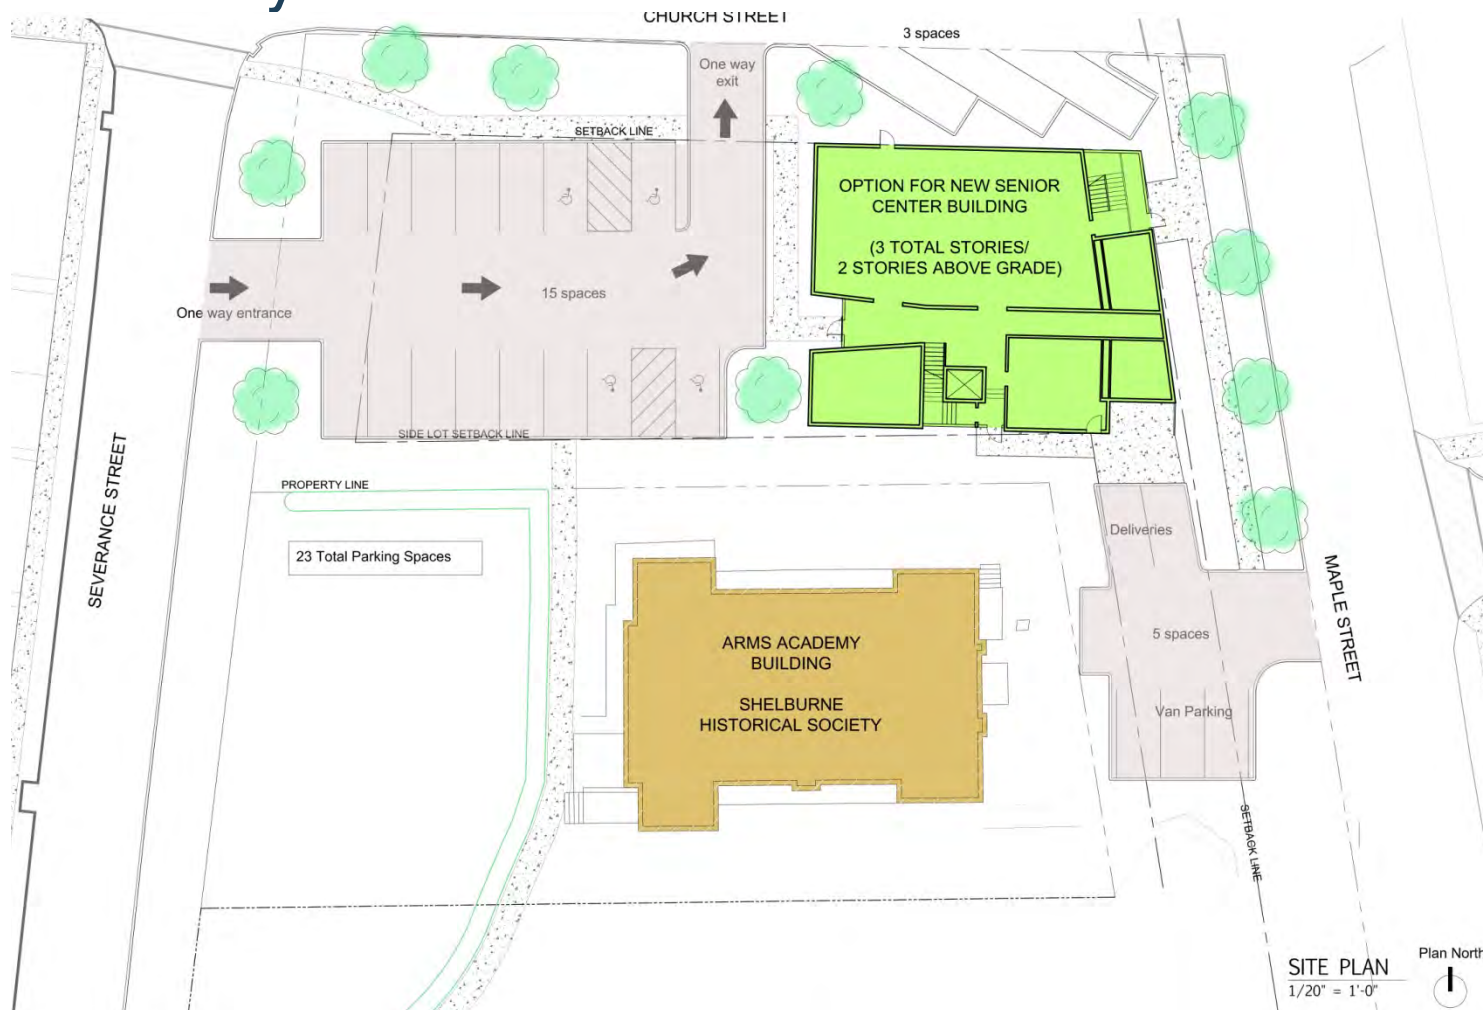 CHURCH STREET
3 spaces
One way
exit
SETBACK LINE
OPTION FOR NEW SENIOR
CENTER BUILDING
(3 TOTAL STORIES/
2 STORIES ABOVE GRADE)
15 spaces
One way entrance
SIDE LOT SETBACK LINE
PROPERTY LINE
SEVERANCE STREET
23 Total Parking Spaces
Deliveries
MAPLE STREET
5 spaces
ARMS ACADEMY
BUILDING
SHELBURNE
HISTORICAL SOCIETY
Van Parking
SETBACK LINE
SITE PLAN
1/20" = 1'-0"
Plan North